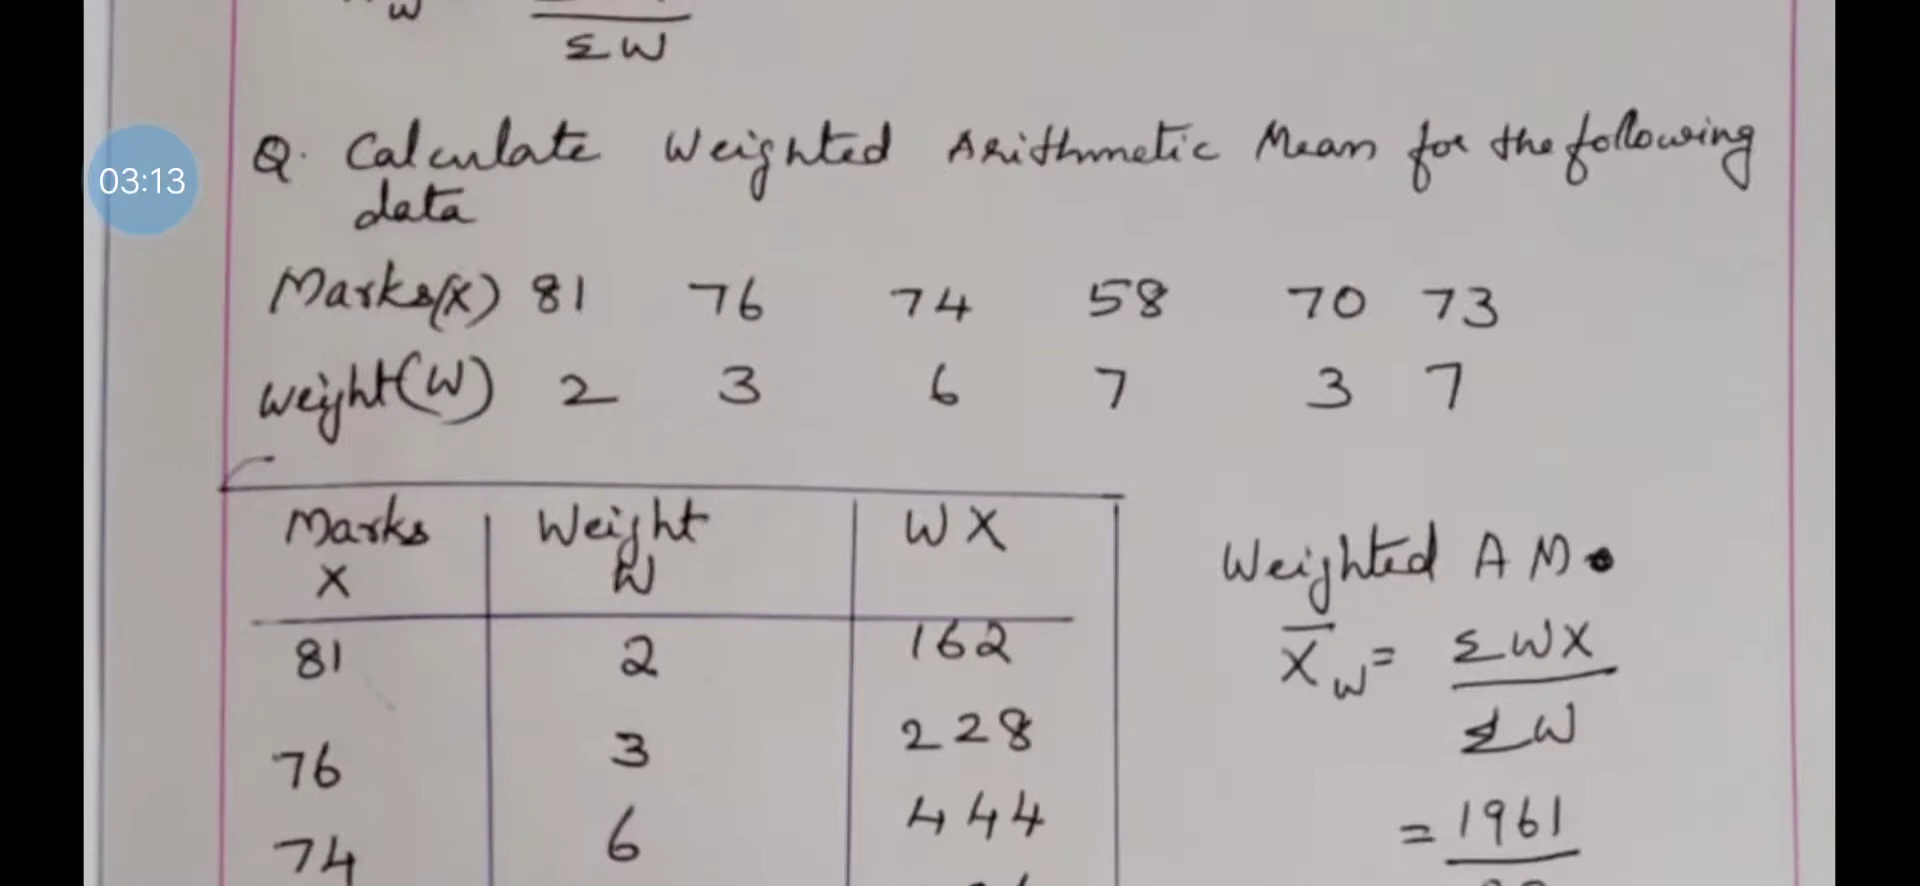 W
ΣW
Q. Calculate Weighted Arithmetic Mean for the following
data
03:13
Marks(X) 81 76 74 58 70 73
Weight(W) 2 3 6 7 3 7
Marks Weight WX
X W
Weighted AM.
81 2 162
X̅w = ΣWX
ΣW
76 3 228
74 6 444
= 1961